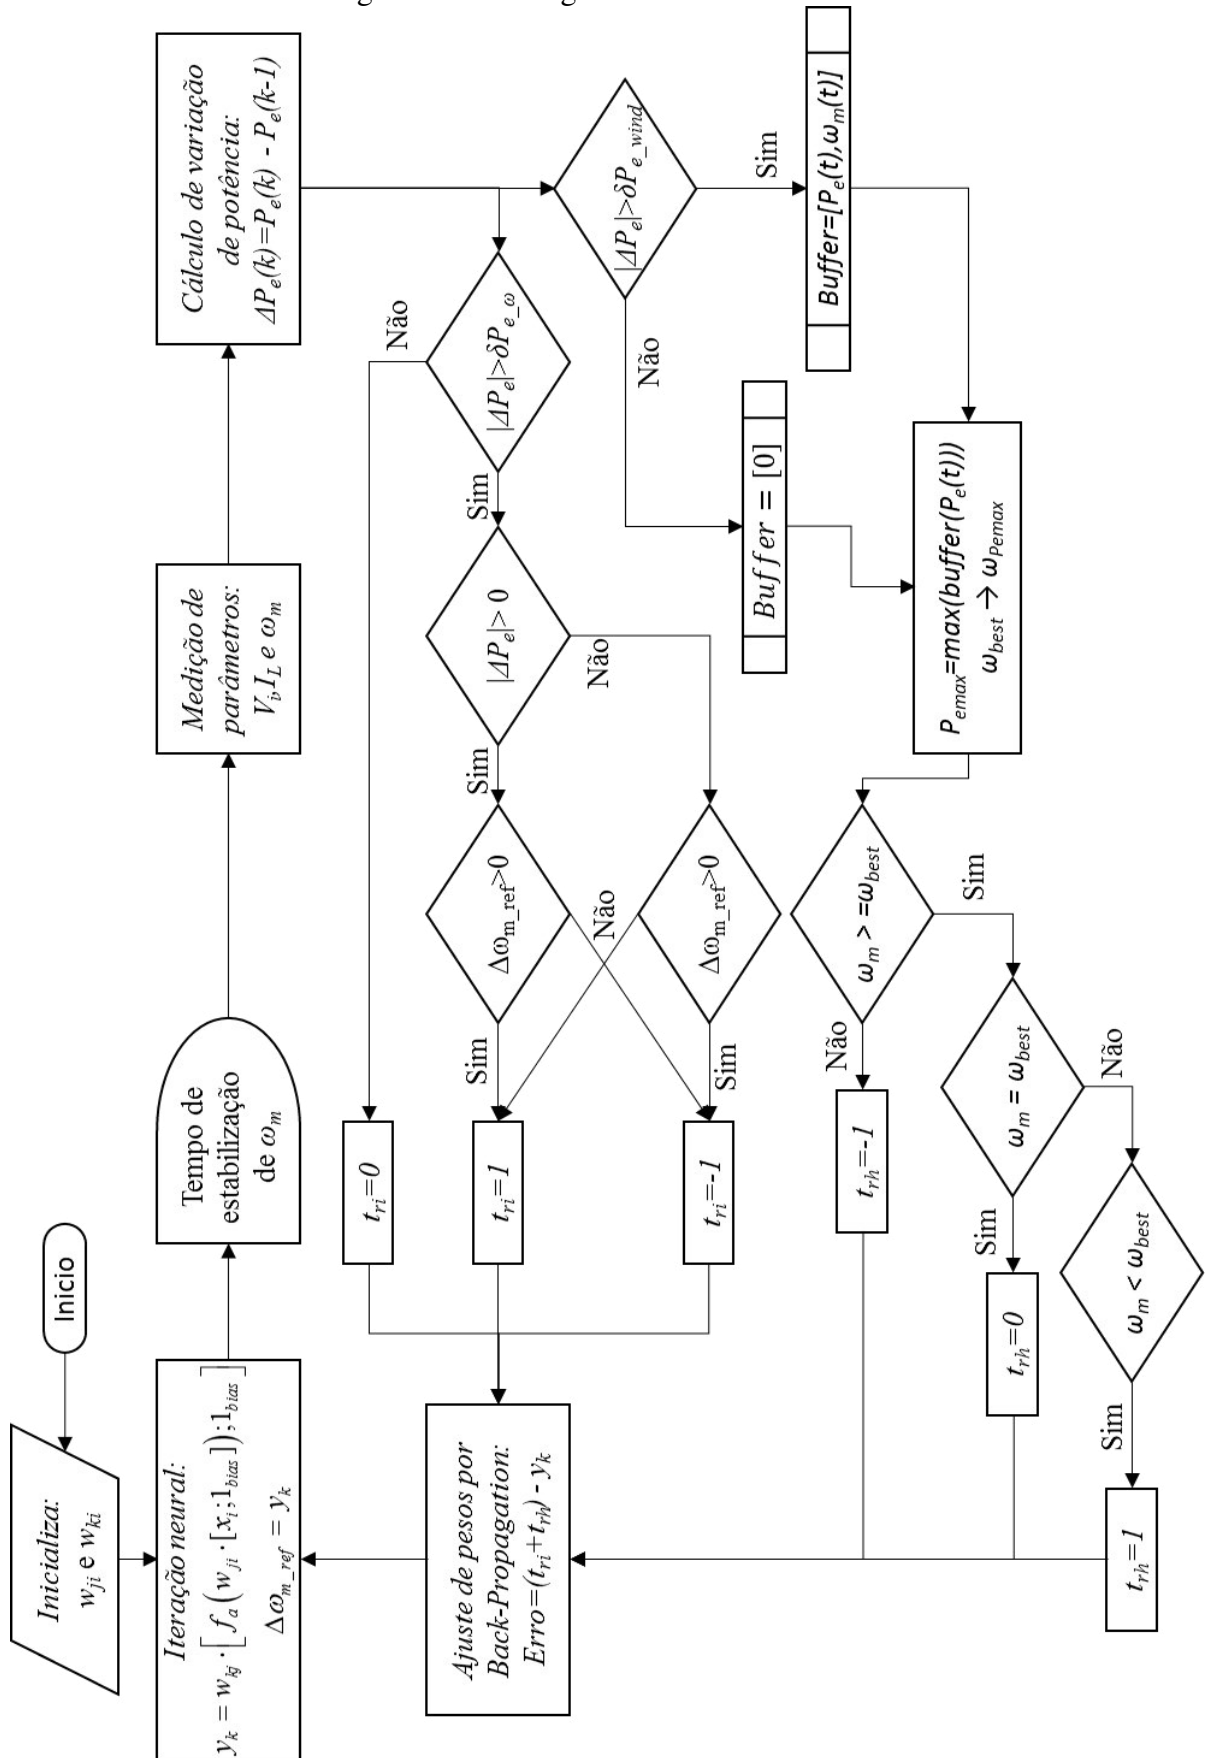 Inicio
Inicializa:
w_ji e w_ki
Iteração neural:
y_k = w_kj · [ f_a ( w_ji · [x_i ; 1_bias ] ) ; 1_bias ]
Δω_m_ref = y_k
Tempo de
estabilização
de ω_m
Medição de
parâmetros:
V_i, I_L e ω_m
Cálculo de variação
de potência:
ΔP_e(k)=P_e(k) - P_e(k-1)
|ΔP_e|>δP_e_ω
Não
Sim
|ΔP_e|> 0
Sim
Não
Δω_m_ref>0
Sim
Não
Δω_m_ref>0
Sim
t_ri=0
t_ri=1
t_ri=-1
Ajuste de pesos por
Back-Propagation:
Erro=(t_ri+t_rh) - y_k
|ΔP_e|>δP_e_wind
Sim
Não
Buffer=[P_e(t),ω_m(t)]
Buffer = [0]
P_emax=max(buffer(P_e(t)))
ω_best → ω_Pemax
ω_m > =ω_best
Não
Sim
t_rh=-1
ω_m = ω_best
Sim
Não
t_rh=0
ω_m < ω_best
Sim
t_rh=1